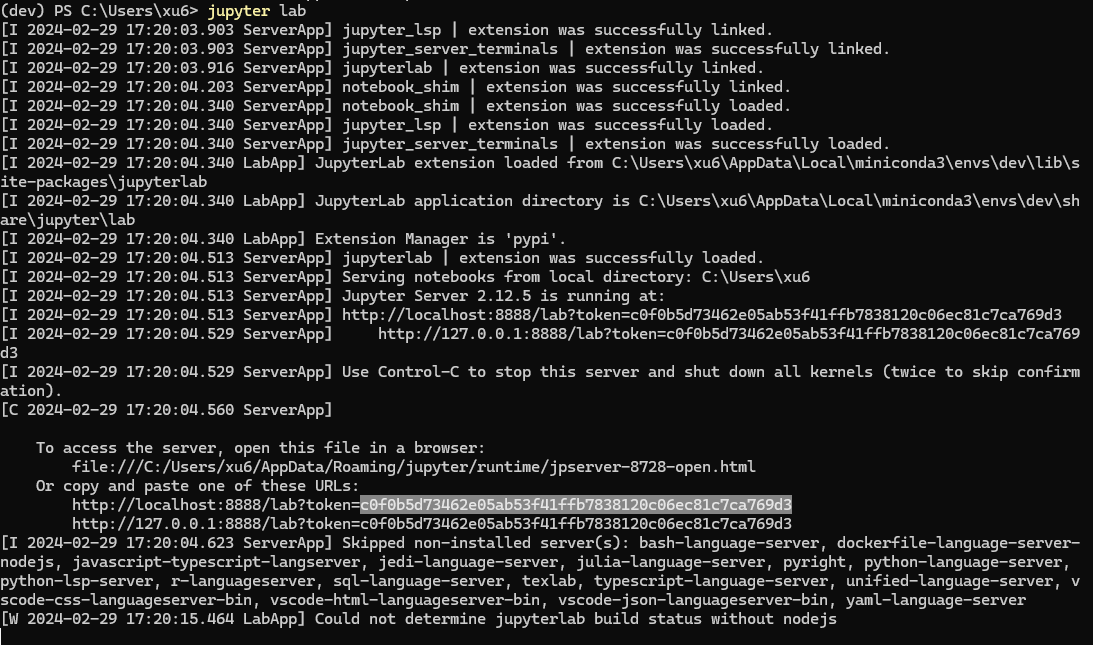 (dev) PS C:\Users\xu6> jupyter lab
[I 2024-02-29 17:20:03.903 ServerApp] jupyter_lsp | extension was successfully linked.
[I 2024-02-29 17:20:03.903 ServerApp] jupyter_server_terminals | extension was successfully linked.
[I 2024-02-29 17:20:03.916 ServerApp] jupyterlab | extension was successfully linked.
[I 2024-02-29 17:20:04.203 ServerApp] notebook_shim | extension was successfully linked.
[I 2024-02-29 17:20:04.340 ServerApp] notebook_shim | extension was successfully loaded.
[I 2024-02-29 17:20:04.340 ServerApp] jupyter_lsp | extension was successfully loaded.
[I 2024-02-29 17:20:04.340 ServerApp] jupyter_server_terminals | extension was successfully loaded.
[I 2024-02-29 17:20:04.340 LabApp] JupyterLab extension loaded from C:\Users\xu6\AppData\Local\miniconda3\envs\dev\lib\s
ite-packages\jupyterlab
[I 2024-02-29 17:20:04.340 LabApp] JupyterLab application directory is C:\Users\xu6\AppData\Local\miniconda3\envs\dev\sh
are\jupyter\lab
[I 2024-02-29 17:20:04.340 LabApp] Extension Manager is 'pypi'.
[I 2024-02-29 17:20:04.513 ServerApp] jupyterlab | extension was successfully loaded.
[I 2024-02-29 17:20:04.513 ServerApp] Serving notebooks from local directory: C:\Users\xu6
[I 2024-02-29 17:20:04.513 ServerApp] Jupyter Server 2.12.5 is running at:
[I 2024-02-29 17:20:04.513 ServerApp] http://localhost:8888/lab?token=c0f0b5d73462e05ab53f41ffb7838120c06ec81c7ca769d3
[I 2024-02-29 17:20:04.529 ServerApp]     http://127.0.0.1:8888/lab?token=c0f0b5d73462e05ab53f41ffb7838120c06ec81c7ca769
d3
[I 2024-02-29 17:20:04.529 ServerApp] Use Control-C to stop this server and shut down all kernels (twice to skip confirm
ation).
[C 2024-02-29 17:20:04.560 ServerApp]
    To access the server, open this file in a browser:
        file:///C:/Users/xu6/AppData/Roaming/jupyter/runtime/jpserver-8728-open.html
    Or copy and paste one of these URLs:
        http://localhost:8888/lab?token=c0f0b5d73462e05ab53f41ffb7838120c06ec81c7ca769d3
        http://127.0.0.1:8888/lab?token=c0f0b5d73462e05ab53f41ffb7838120c06ec81c7ca769d3
[I 2024-02-29 17:20:04.623 ServerApp] Skipped non-installed server(s): bash-language-server, dockerfile-language-server-
nodejs, javascript-typescript-langserver, jedi-language-server, julia-language-server, pyright, python-language-server,
python-lsp-server, r-languageserver, sql-language-server, texlab, typescript-language-server, unified-language-server, v
scode-css-languageserver-bin, vscode-html-languageserver-bin, vscode-json-languageserver-bin, yaml-language-server
[W 2024-02-29 17:20:15.464 LabApp] Could not determine jupyterlab build status without nodejs